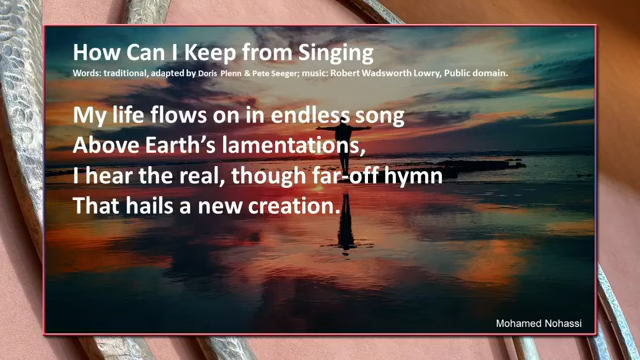 How Can I Keep from Singing
Words: traditional, adapted by Doris Plenn & Pete Seeger; music: Robert Wadsworth Lowry, Public domain.
My life flows on in endless song
Above Earth’s lamentations,
I hear the real, though far-off hymn
That hails a new creation.
Mohamed Nohassi